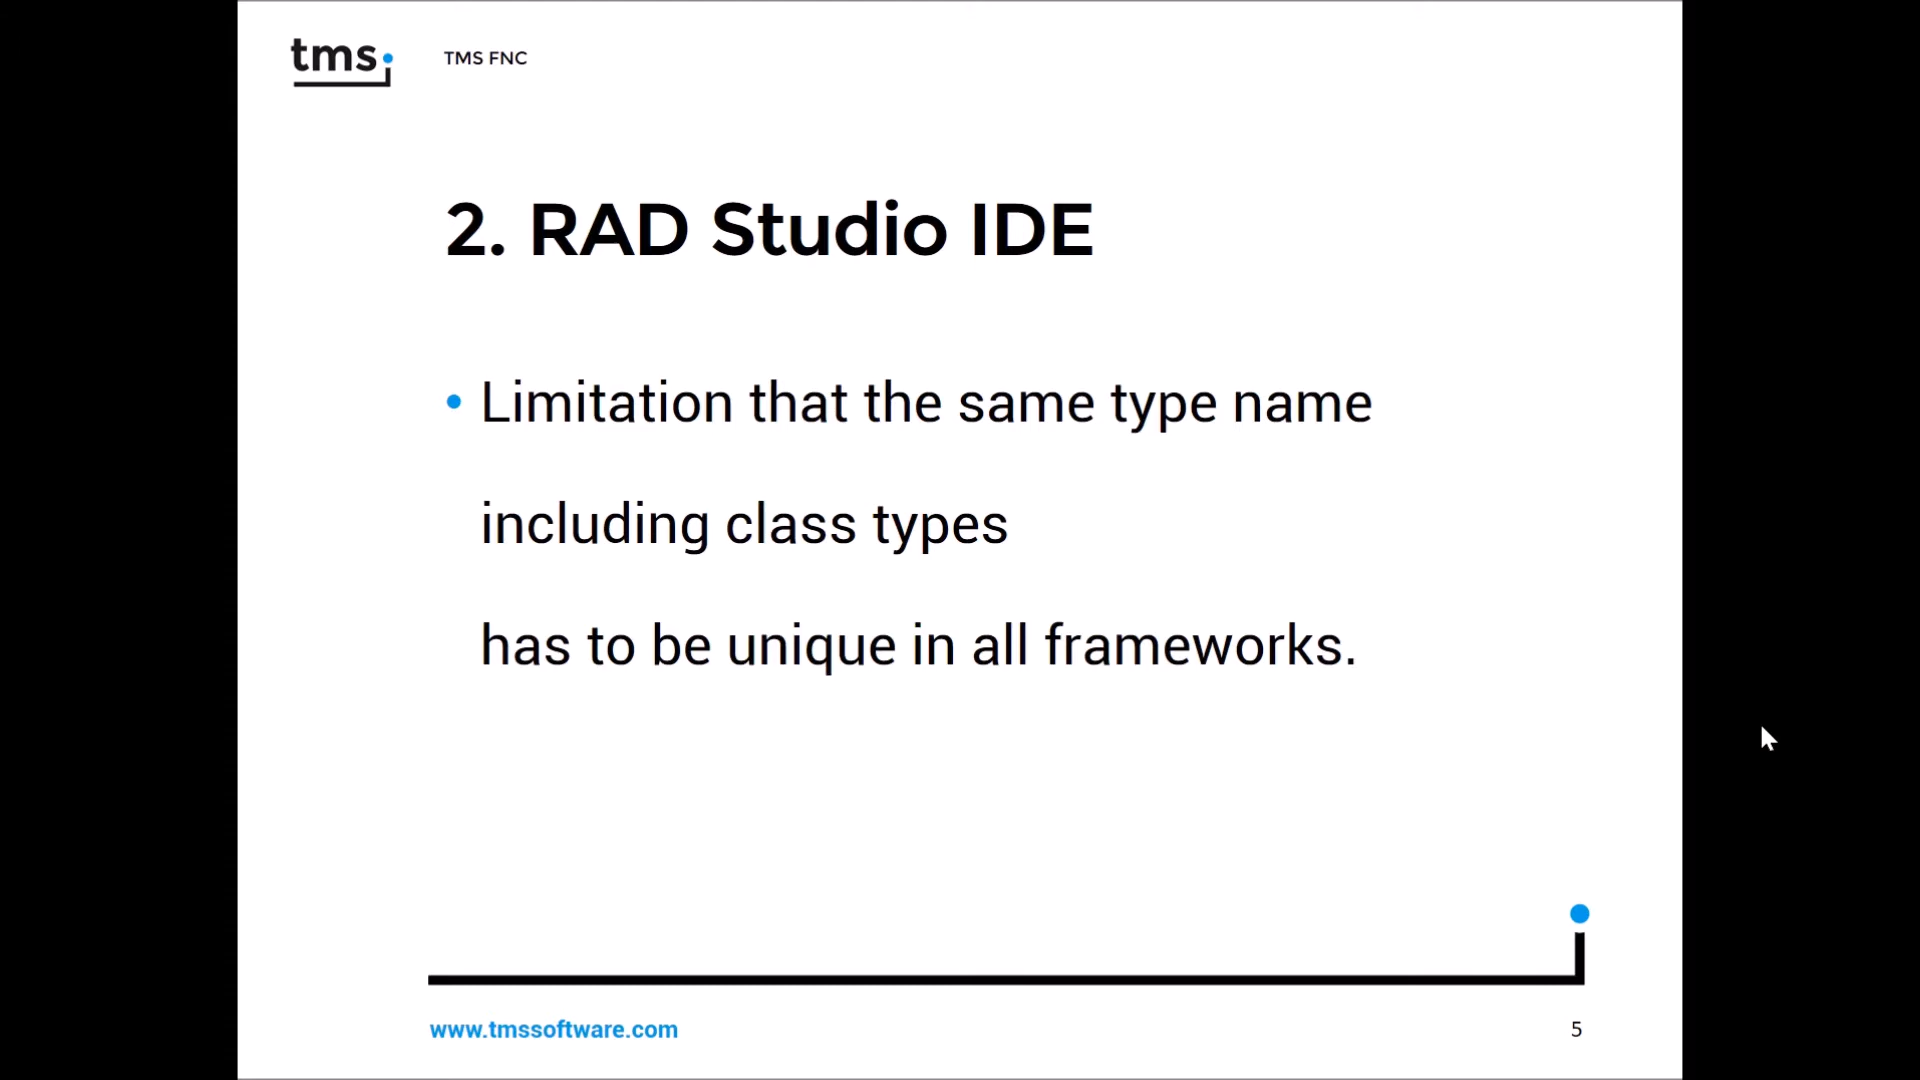 tms
TMS FNC
2. RAD Studio IDE
• Limitation that the same type name
including class types
has to be unique in all frameworks.
www.tmssoftware.com
5